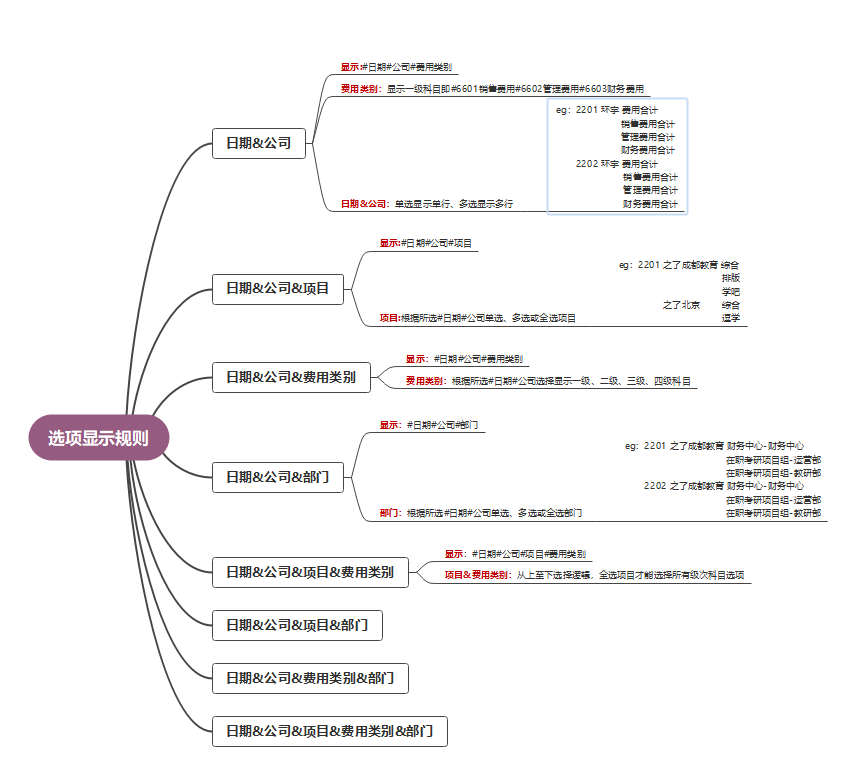 选项显示规则
日期&公司
显示:#日期#公司#费用类别
费用类别：显示一级科目即#6601销售费用#6602管理费用#6603财务费用
日期&公司：单选显示单行、多选显示多行
eg：2201 环宇 费用合计
销售费用合计
管理费用合计
财务费用合计
2202 环宇 费用合计
销售费用合计
管理费用合计
财务费用合计
日期&公司&项目
显示:#日期#公司#项目
项目:根据所选#日期#公司单选、多选或全选项目
eg：2201 之了成都教育 综合
排版
学吧
之了北京 综合
逗学
日期&公司&费用类别
显示：#日期#公司#费用类别
费用类别：根据所选#日期#公司选择显示一级、二级、三级、四级科目
日期&公司&部门
显示：#日期#公司#部门
部门：根据所选#日期#公司单选、多选或全选部门
eg：2201 之了成都教育 财务中心-财务中心
在职考研项目组-运营部
在职考研项目组-教研部
2202 之了成都教育 财务中心-财务中心
在职考研项目组-运营部
在职考研项目组-教研部
日期&公司&项目&费用类别
显示：#日期#公司#项目#费用类别
项目&费用类别：从上至下选择逻辑，全选项目才能选择所有级次科目选项
日期&公司&项目&部门
日期&公司&费用类别&部门
日期&公司&项目&费用类别&部门